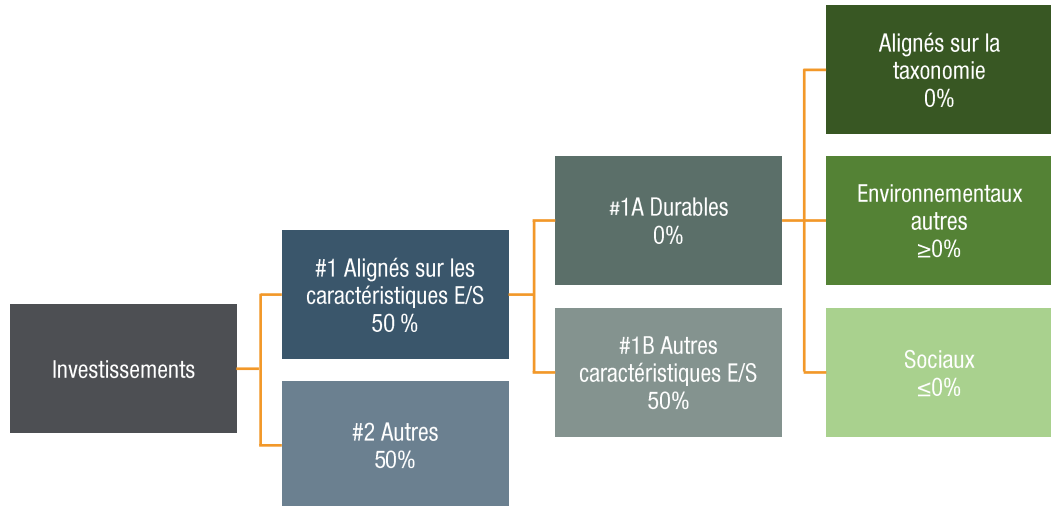 Investissements
#1 Alignés sur les
caractéristiques E/S
50 %
#2 Autres
50%
#1A Durables
0%
#1B Autres
caractéristiques E/S
50%
Alignés sur la
taxonomie
0%
Environnementaux
autres
≥0%
Sociaux
≤0%